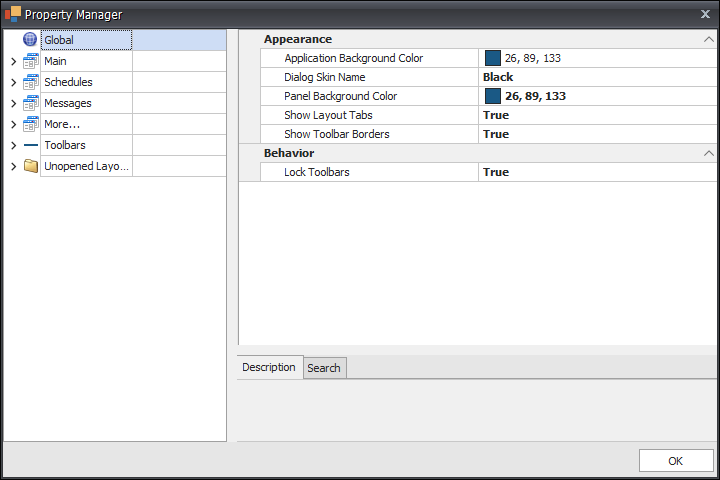 Property Manager
Global
Main
Schedules
Messages
More...
Toolbars
Unopened Layo...
Appearance
Application Background Color 26, 89, 133
Dialog Skin Name Black
Panel Background Color 26, 89, 133
Show Layout Tabs True
Show Toolbar Borders True
Behavior
Lock Toolbars True
Description Search
OK